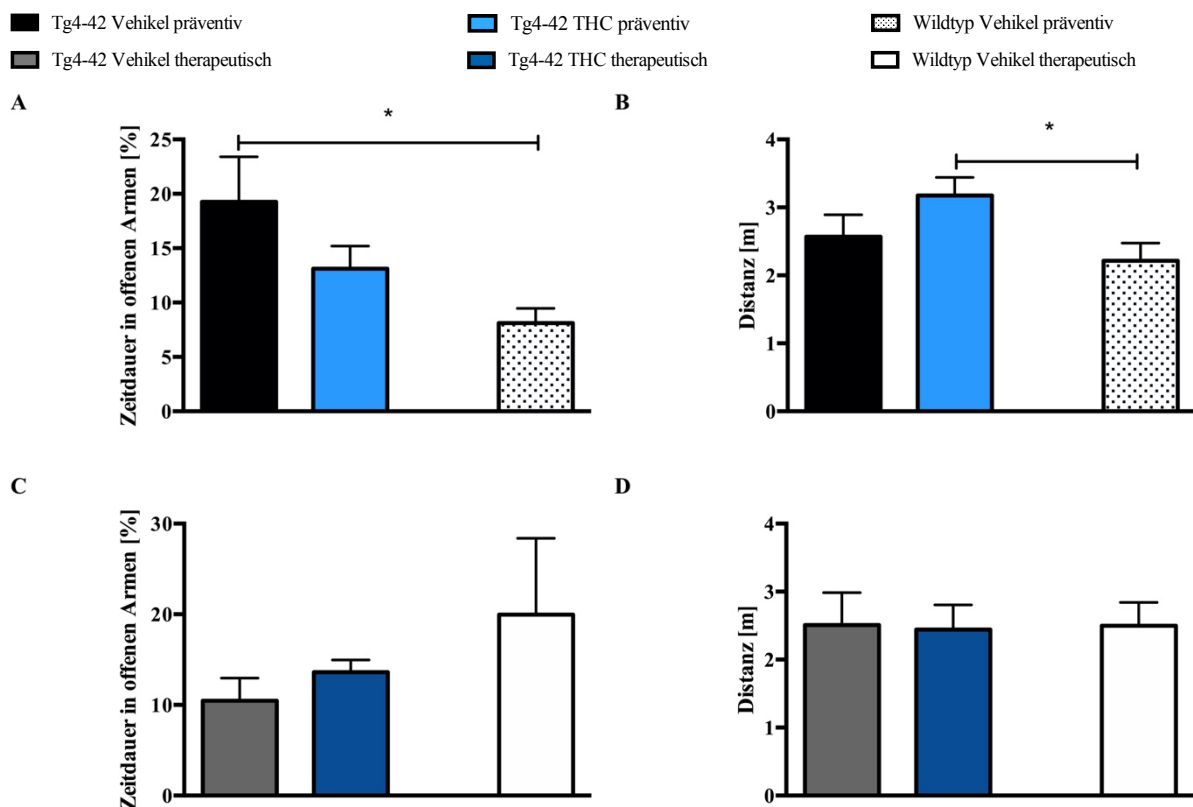 Tg4-42 Vehikel präventiv
Tg4-42 THC präventiv
Wildtyp Vehikel präventiv
Tg4-42 Vehikel therapeutisch
Tg4-42 THC therapeutisch
Wildtyp Vehikel therapeutisch
A
Zeitdauer in offenen Armen [%]
25
20
15
10
5
0
*
B
Distanz [m]
4
3
2
1
0
*
C
Zeitdauer in offenen Armen [%]
30
20
10
0
D
Distanz [m]
4
3
2
1
0